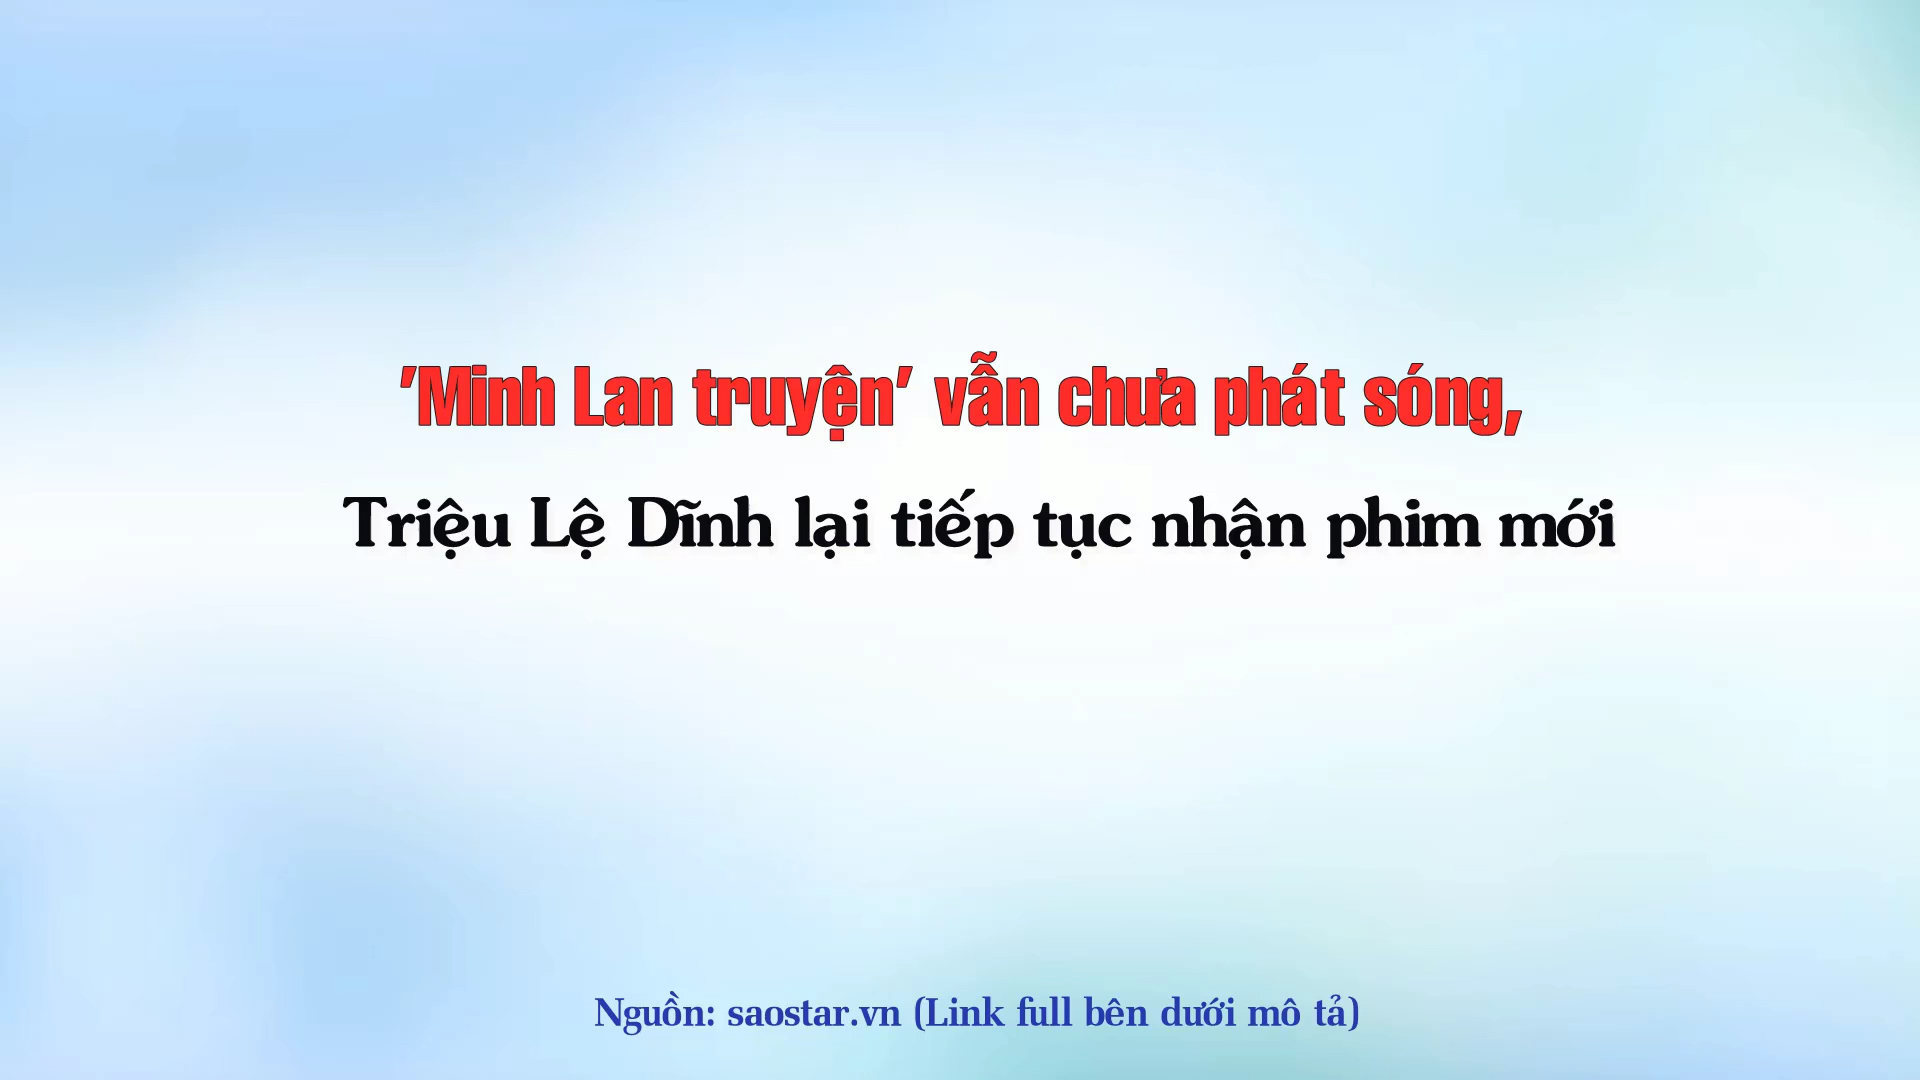 'Minh Lan truyện' vẫn chưa phát sóng,
Triệu Lệ Dĩnh lại tiếp tục nhận phim mới
Nguồn: saostar.vn (Link full bên dưới mô tả)